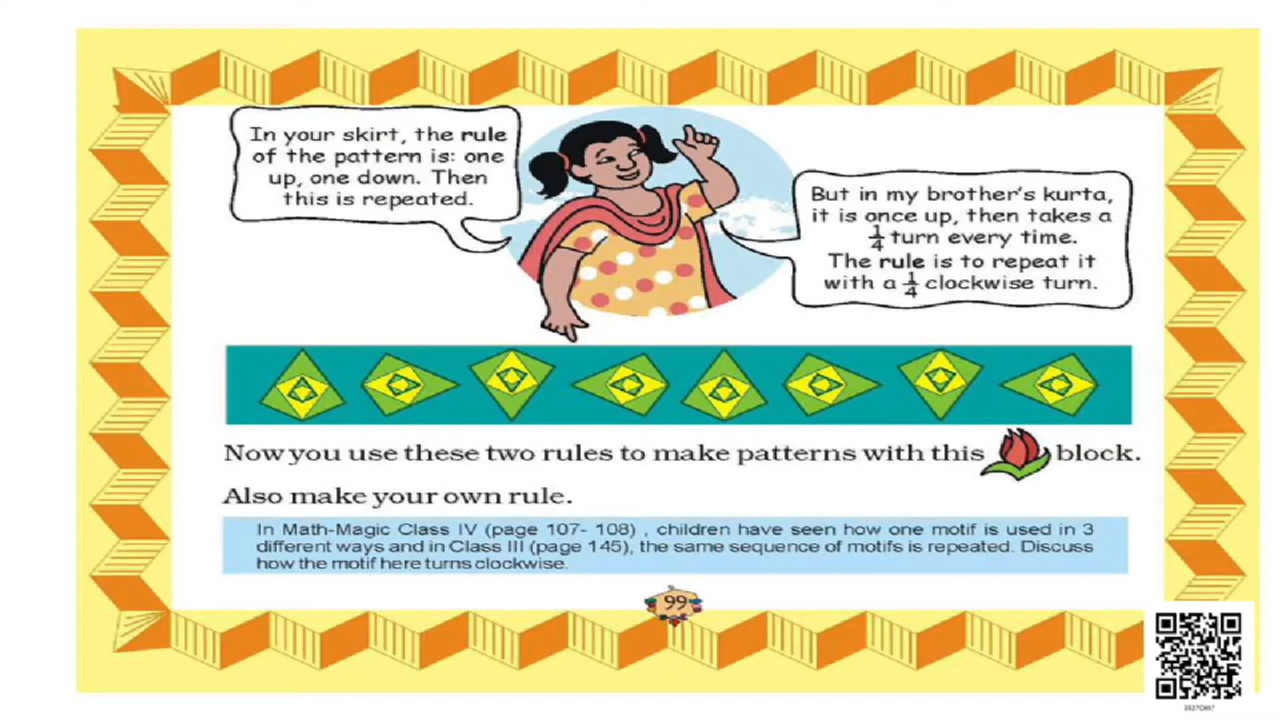 In your skirt, the rule
of the pattern is: one
up, one down. Then
this is repeated.
But in my brother's kurta,
it is once up, then takes a
1/4 turn every time.
The rule is to repeat it
with a 1/4 clockwise turn.
Now you use these two rules to make patterns with this block.
Also make your own rule.
In Math-Magic Class IV (page 107- 108) , children have seen how one motif is used in 3
different ways and in Class III (page 145), the same sequence of motifs is repeated. Discuss
how the motif here turns clockwise.
99